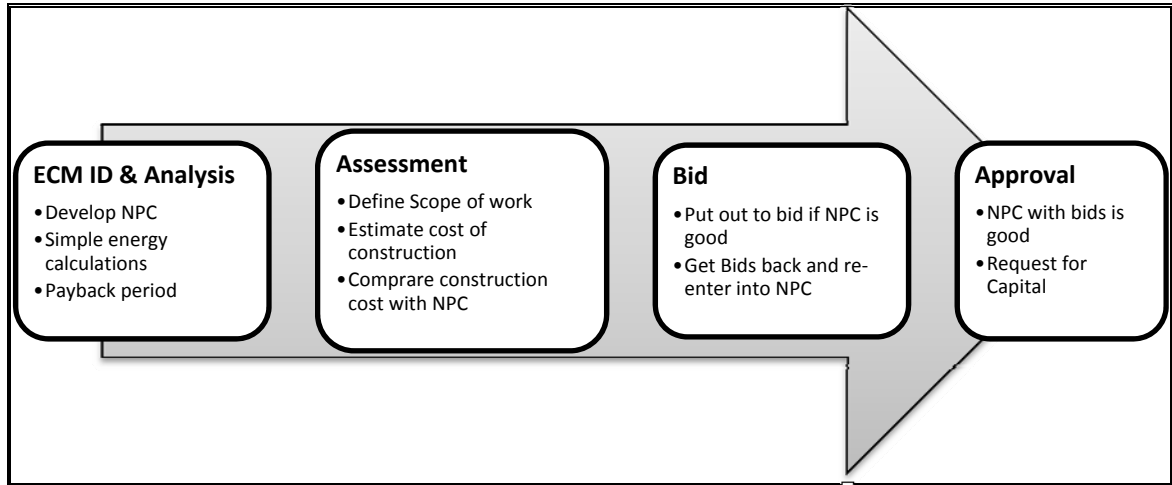 ECM ID & Analysis
•Develop NPC
•Simple energy
calculations
•Payback period
Assessment
•Define Scope of work
•Estimate cost of
construction
•Comprare construction
cost with NPC
Bid
•Put out to bid if NPC is
good
•Get Bids back and re-
enter into NPC
Approval
•NPC with bids is
good
•Request for
Capital